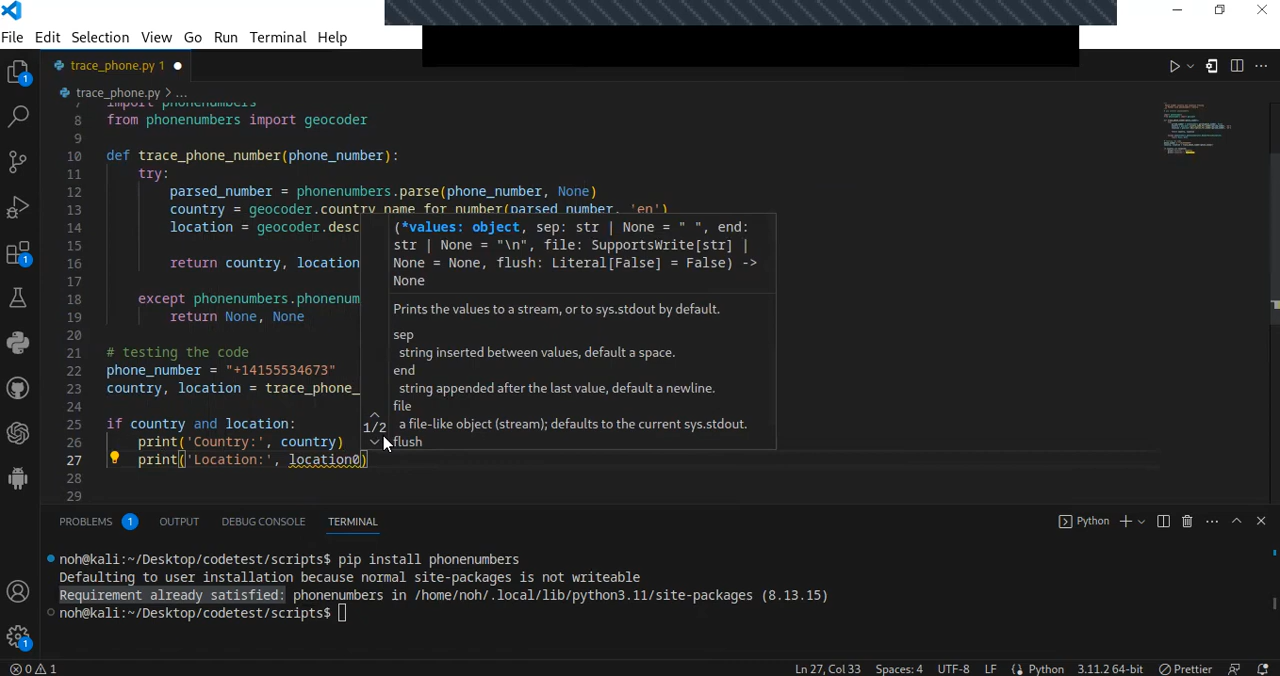 File Edit Selection View Go Run Terminal Help
trace_phone.py 1
trace_phone.py > ...
7 import phonenumbers
8 from phonenumbers import geocoder
9
10 def trace_phone_number(phone_number):
11 try:
12 parsed_number = phonenumbers.parse(phone_number, None)
13 country = geocoder.country_name_for_number(parsed_number, 'en')
14 location = geocoder.desc
15
16 return country, location
17
18 except phonenumbers.phonenum
19 return None, None
20
21 # testing the code
22 phone_number = "+14155534673"
23 country, location = trace_phone_
24
25 if country and location:
26 print('Country:', country)
27 print('Location:', location0)
28
29
(*values: object, sep: str | None = " ", end:
str | None = "\n", file: SupportsWrite[str] |
None = None, flush: Literal[False] = False) ->
None
Prints the values to a stream, or to sys.stdout by default.
sep
string inserted between values, default a space.
end
string appended after the last value, default a newline.
file
a file-like object (stream); defaults to the current sys.stdout.
flush
1/2
1
1
PROBLEMS 1 OUTPUT DEBUG CONSOLE TERMINAL Python
noh@kali:~/Desktop/codetest/scripts$ pip install phonenumbers
Defaulting to user installation because normal site-packages is not writeable
Requirement already satisfied: phonenumbers in /home/noh/.local/lib/python3.11/site-packages (8.13.15)
noh@kali:~/Desktop/codetest/scripts$
1
0 1 Ln 27, Col 33 Spaces: 4 UTF-8 LF Python 3.11.2 64-bit Prettier